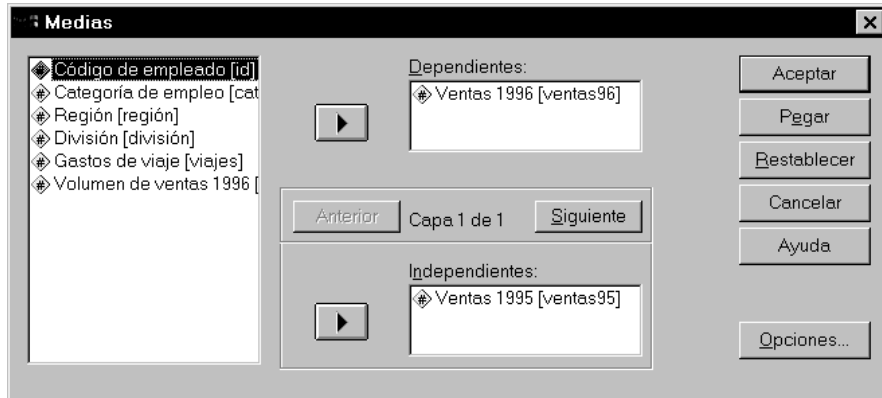 Medias
Código de empleado [id]
Categoría de empleo [cat
Región [región]
División [división]
Gastos de viaje [viajes]
Volumen de ventas 1996 [
Dependientes:
Ventas 1996 [ventas96]
Anterior
Capa 1 de 1
Siguiente
Independientes:
Ventas 1995 [ventas95]
Aceptar
Pegar
Restablecer
Cancelar
Ayuda
Opciones...